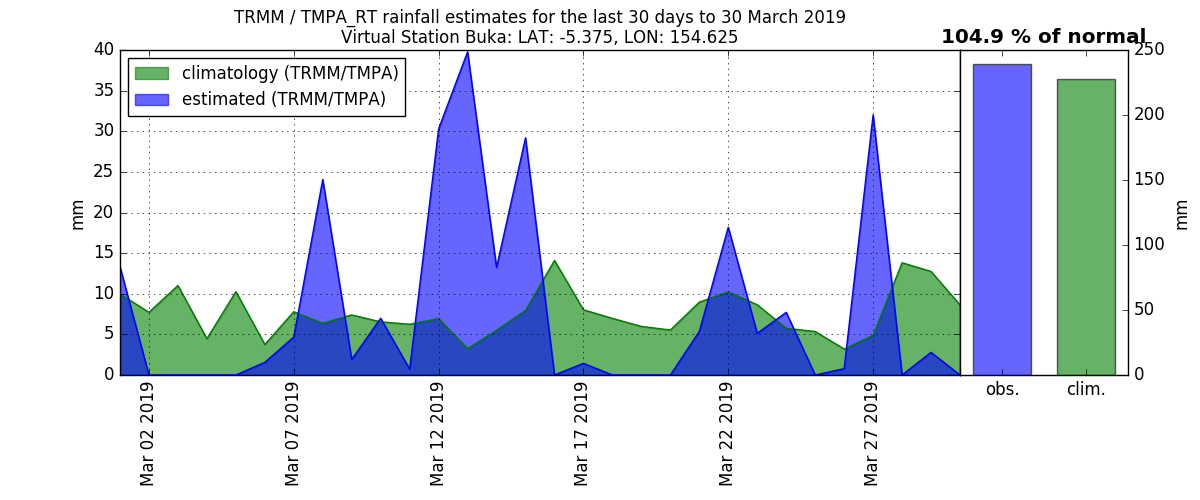 TRMM / TMPA_RT rainfall estimates for the last 30 days to 30 March 2019
Virtual Station Buka: LAT: -5.375, LON: 154.625
104.9 % of normal
climatology (TRMM/TMPA)
estimated (TRMM/TMPA)
40
35
30
25
20
15
10
5
0
mm
Mar 02 2019
Mar 07 2019
Mar 12 2019
Mar 17 2019
Mar 22 2019
Mar 27 2019
obs.
clim.
250
200
150
100
50
0
mm